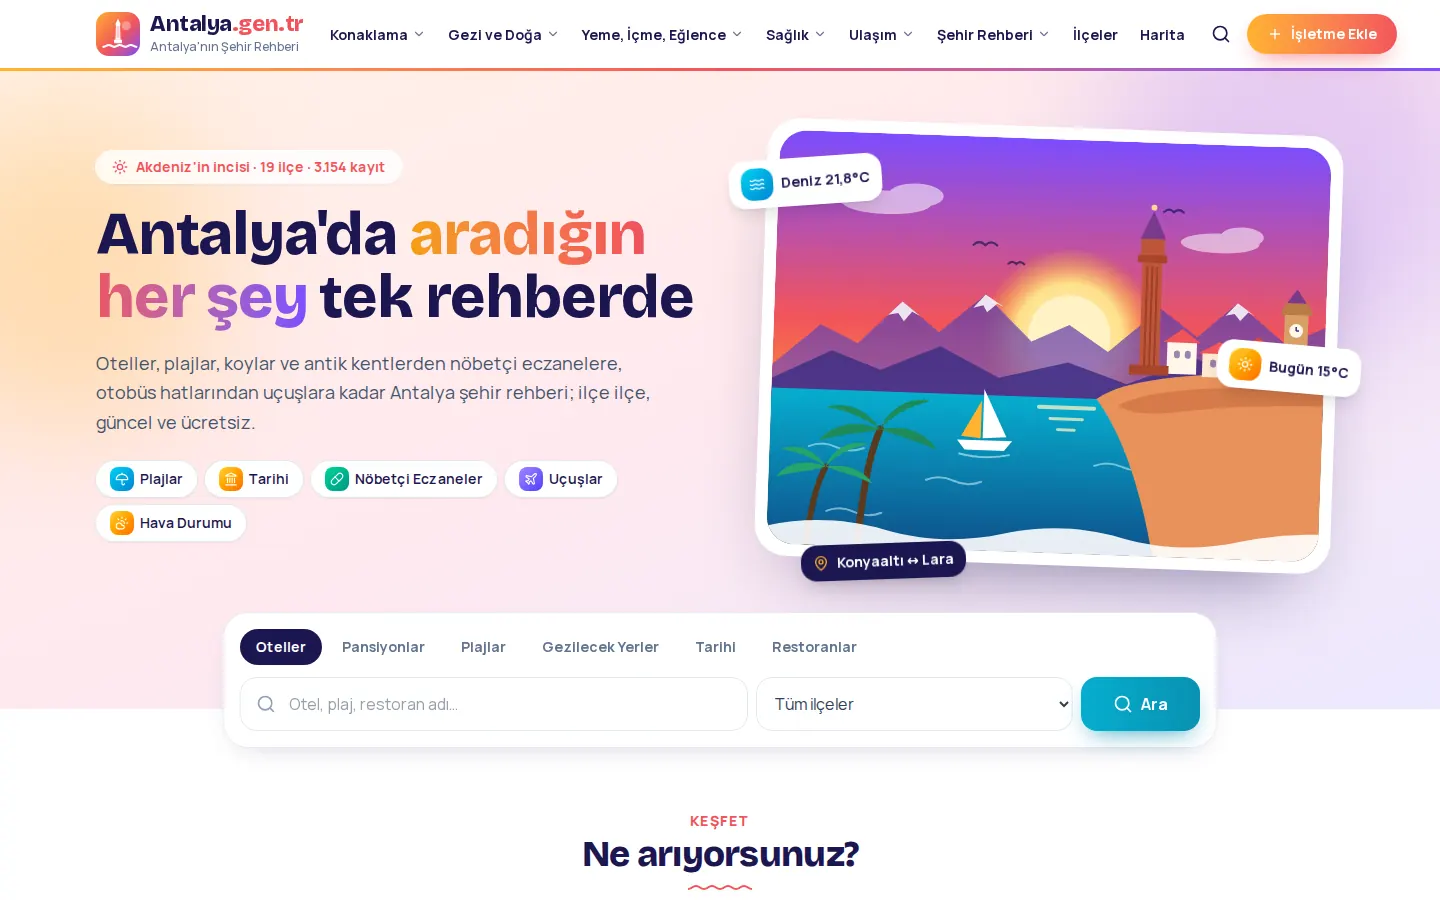 Antalya.gen.tr
Antalya'nın Şehir Rehberi
Konaklama
Gezi ve Doğa
Yeme, İçme, Eğlence
Sağlık
Ulaşım
Şehir Rehberi
İlçeler
Harita
İşletme Ekle
Akdeniz'in incisi · 19 ilçe · 3.154 kayıt
Antalya'da aradığın
her şey tek rehberde
Oteller, plajlar, koylar ve antik kentlerden nöbetçi eczanelere,
otobüs hatlarından uçuşlara kadar Antalya şehir rehberi; ilçe ilçe,
güncel ve ücretsiz.
Plajlar
Tarihi
Nöbetçi Eczaneler
Uçuşlar
Hava Durumu
Deniz 21,8°C
Bugün 15°C
Konyaaltı ↔ Lara
Oteller
Pansiyonlar
Plajlar
Gezilecek Yerler
Tarihi
Restoranlar
Otel, plaj, restoran adı...
Tüm ilçeler
Ara
KEŞFET
Ne arıyorsunuz?